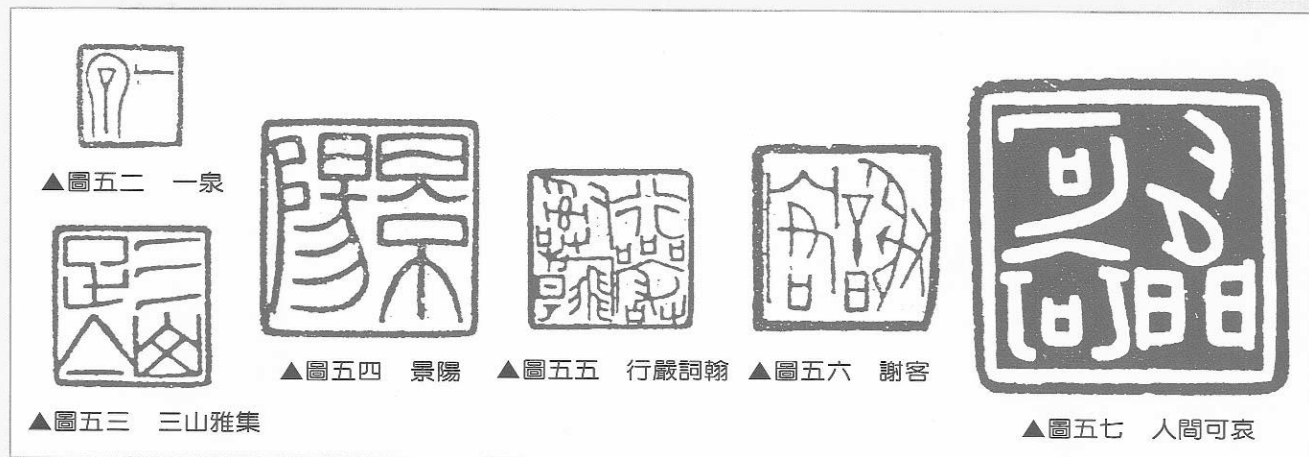 ▲圖五二　一泉
▲圖五三　三山雅集
▲圖五四　景陽
▲圖五五　行嚴詞翰
▲圖五六　謝客
▲圖五七　人間可哀